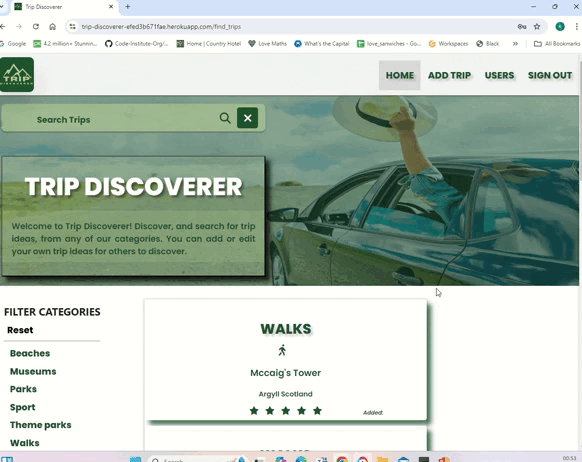 Trip Discoverer
trip-discoverer-efed3b671fae.herokuapp.com/find_trips
Google
4.2 million+ Stunnin...
Code-Institute-Org/...
Home | Country Hotel
Love Maths
What's the Capital
love_sanwiches - Go...
Workspaces
Black
All Bookmarks
TRIP
DISCOVERER
HOME
ADD TRIP
USERS
SIGN OUT
Search Trips
TRIP DISCOVERER
Welcome to Trip Discoverer! Discover, and search for trip
ideas, from any of our categories. You can add or edit
your own trip ideas for others to discover.
FILTER CATEGORIES
Reset
Beaches
Museums
Parks
Sport
Theme parks
Walks
WALKS
Mccaig's Tower
Argyll Scotland
Added:
Search
00:53